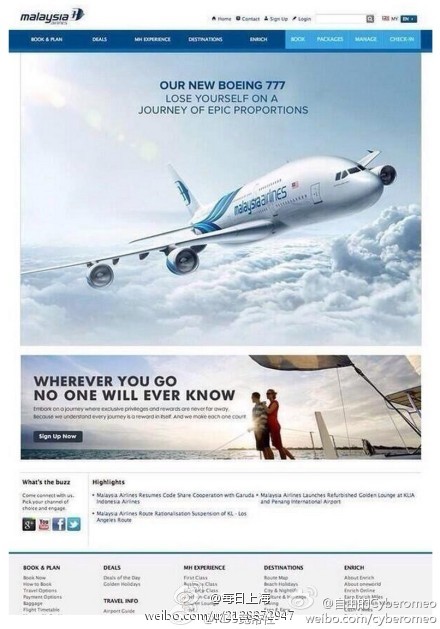 malaysia
airlines
Home
Contact
Sign Up
Login
MY
EN
BOOK & PLAN
DEALS
MH EXPERIENCE
DESTINATIONS
ENRICH
BOOK
PACKAGES
MANAGE
CHECK-IN
OUR NEW BOEING 777
LOSE YOURSELF ON A
JOURNEY OF EPIC PROPORTIONS
malaysia airlines
WHEREVER YOU GO
NO ONE WILL EVER KNOW
Embark on a journey where exclusive privileges and rewards are never far away.
Because we understand every journey is a reward in itself. And we make each one count.
Sign Up Now
What's the buzz
Come connect with us.
Pick your channel of
choice and engage.
You
Highlights
Malaysia Airlines Resumes Code Share Cooperation with Garuda
Indonesia Airlines
Malaysia Airlines Route Rationalisation Suspension of KL - Los
Angeles Route
Malaysia Airlines Launches Refurbished Golden Lounge at KLIA
and Penang International Airport
BOOK & PLAN
Book Now
How to Book
Travel Options
Payment Options
Baggage
Flight Timetable
DEALS
Deals of the Day
Golden Holidays
TRAVEL INFO
Airport Guide
MH EXPERIENCE
First Class
Business Class
DESTINATIONS
Route Map
Beach Holidays
City & Nightlife
ENRICH
About Enrich
About oneworld
Enrich Online
@每日上海
@自由的Cyberomeo
weibo.com/cyberomeo